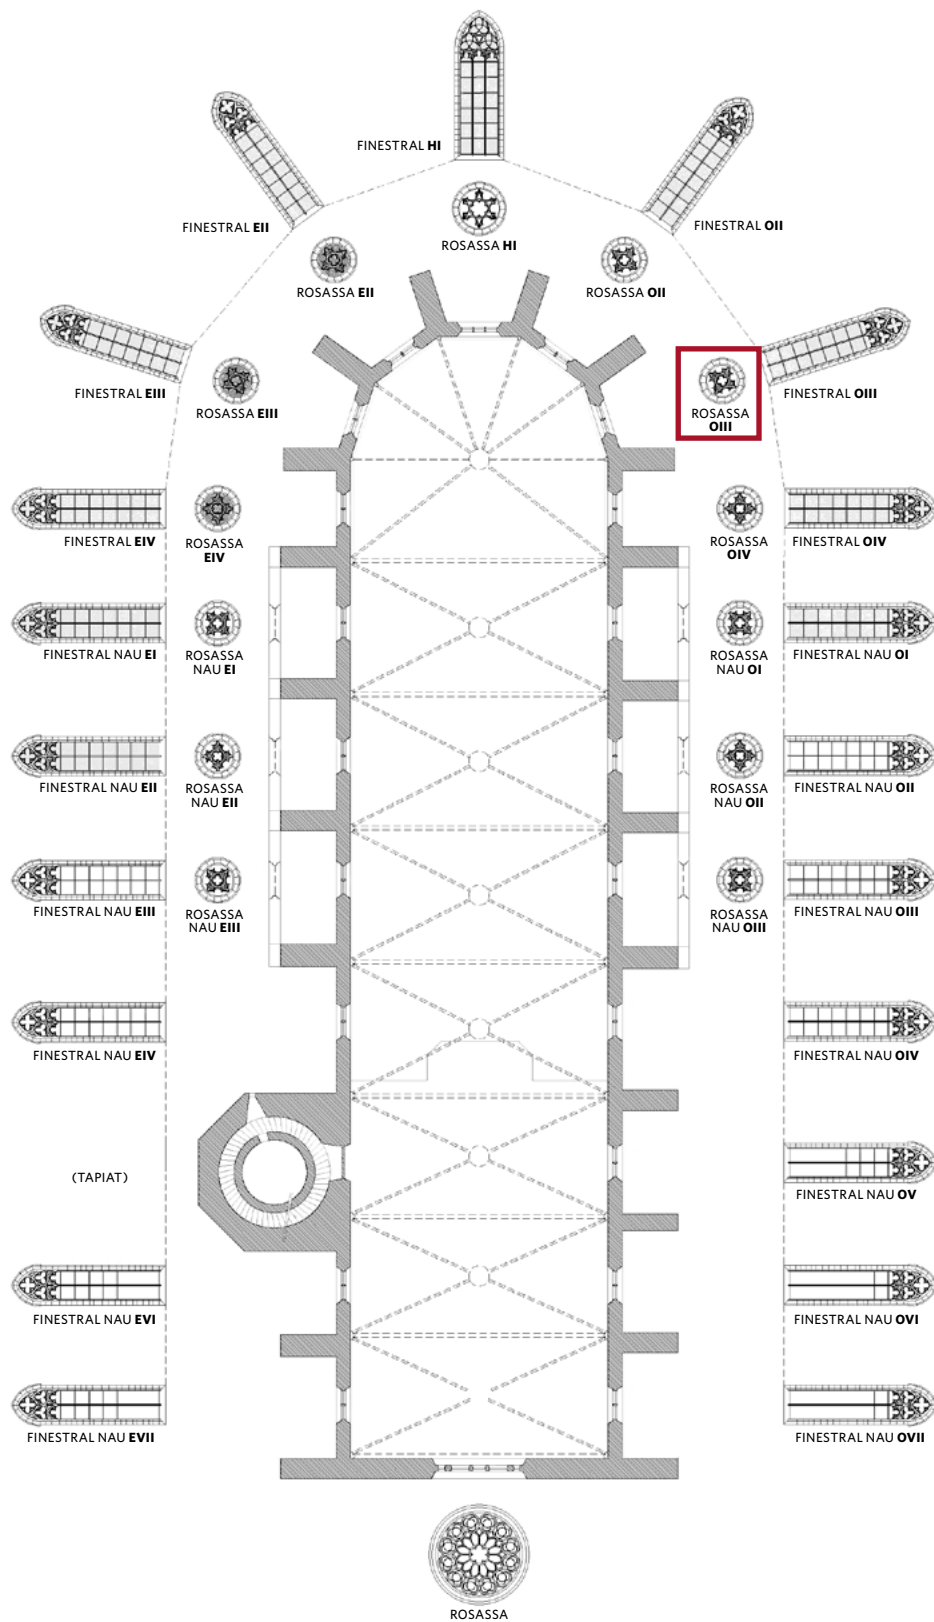 FINESTRAL HI
FINESTRAL EII
FINESTRAL OII
ROSASSA HI
ROSASSA EII
ROSASSA OII
FINESTRAL EIII
ROSASSA EIII
ROSASSA
OIII
FINESTRAL OIII
FINESTRAL EIV
ROSASSA
EIV
ROSASSA
OIV
FINESTRAL OIV
FINESTRAL NAU EI
ROSASSA
NAU EI
ROSASSA
NAU OI
FINESTRAL NAU OI
FINESTRAL NAU EII
ROSASSA
NAU EII
ROSASSA
NAU OII
FINESTRAL NAU OII
FINESTRAL NAU EIII
ROSASSA
NAU EIII
ROSASSA
NAU OIII
FINESTRAL NAU OIII
FINESTRAL NAU EIV
FINESTRAL NAU OIV
(TAPIAT)
FINESTRAL NAU OV
FINESTRAL NAU EVI
FINESTRAL NAU OVI
FINESTRAL NAU EVII
FINESTRAL NAU OVII
ROSASSA